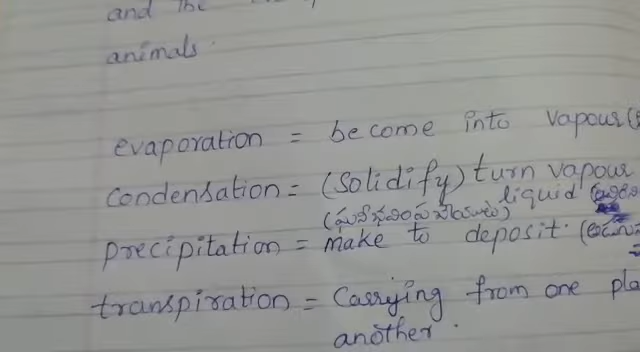 and the
animals.
evaporation = become into vapour (
condensation = (solidify) turn vapour
liquid
precipitation = make to deposit. (
transpiration = Carrying from one pla
another.